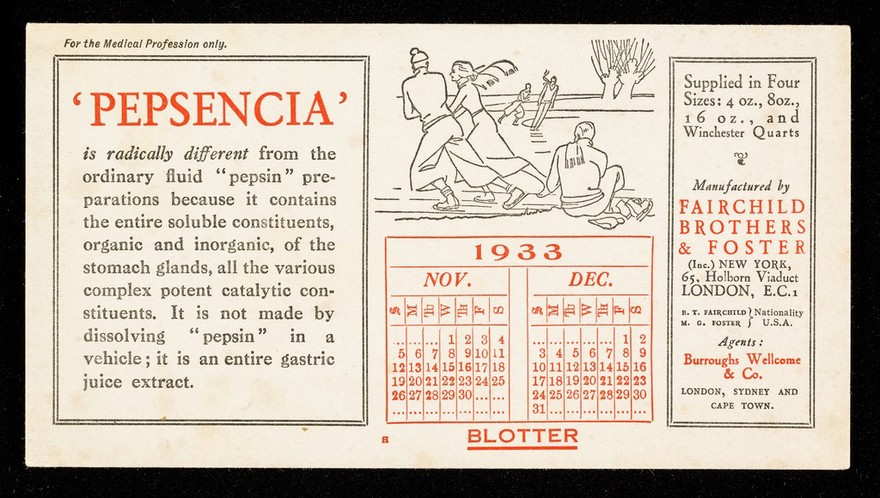 For the Medical Profession only.
‘PEPSENCIA’
is radically different from the
ordinary fluid “pepsin” pre-
parations because it contains
the entire soluble constituents,
organic and inorganic, of the
stomach glands, all the various
complex potent catalytic con-
stituents. It is not made by
dissolving “pepsin” in a
vehicle; it is an entire gastric
juice extract.
1933
NOV.
S M Tu W Th F S
... ... ... 1 2 3 4
5 6 7 8 9 10 11
12 13 14 15 16 17 18
19 20 21 22 23 24 25
26 27 28 29 30 ... ...
... ... ... ... ... ... ...
DEC.
S M Tu W Th F S
... ... ... ... ... 1 2
3 4 5 6 7 8 9
10 11 12 13 14 15 16
17 18 19 20 21 22 23
24 25 26 27 28 29 30
31 ... ... ... ... ... ...
BLOTTER
Supplied in Four
Sizes: 4 oz., 8oz.,
16 oz., and
Winchester Quarts
Manufactured by
FAIRCHILD
BROTHERS
& FOSTER
(Inc.) NEW YORK,
65, Holborn Viaduct
LONDON, E.C.1
B. T. FAIRCHILD } Nationality
M. G. FOSTER } U.S.A.
Agents:
Burroughs Wellcome
& Co.
LONDON, SYDNEY AND
CAPE TOWN.